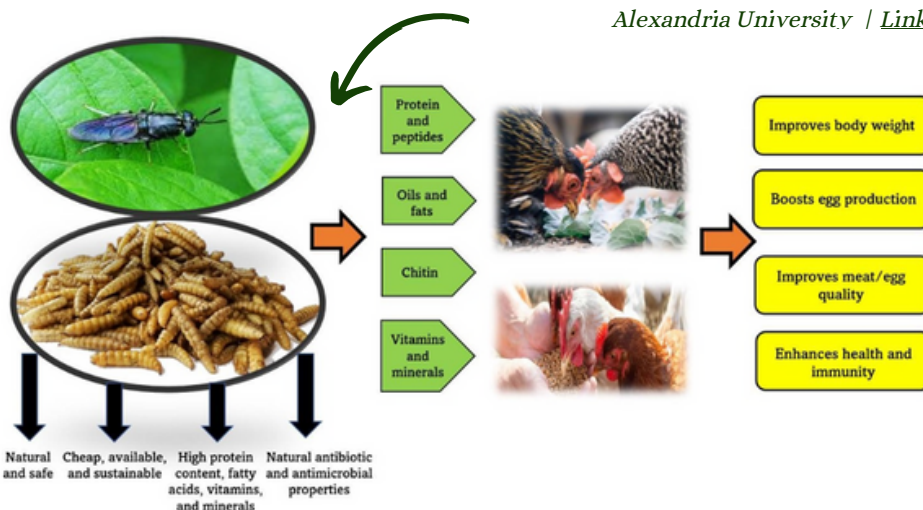 Alexandria University | Link
Protein
and
peptides
Oils and
fats
Chitin
Vitamins
and
minerals
Improves body weight
Boosts egg production
Improves meat/egg
quality
Enhances health and
immunity
Natural
and safe
Cheap, available,
and sustainable
High protein
content, fatty
acids, vitamins,
and minerals
Natural antibiotic
and antimicrobial
properties